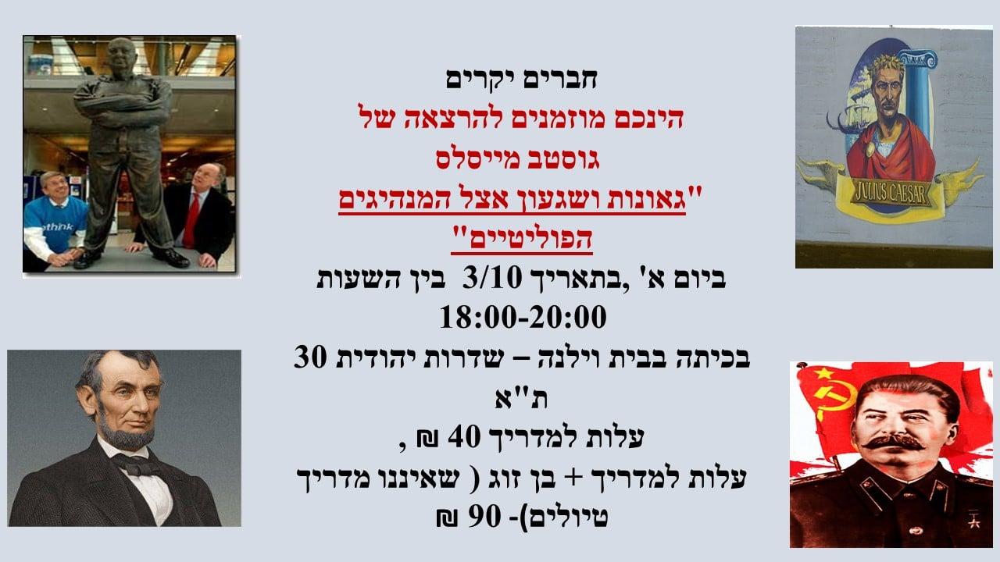 חברים יקרים
הינכם מוזמנים להרצאה של
גוסטב מייסלס
"גאונות ושגעון אצל המנהיגים
הפוליטיים"
ביום א' ,בתאריך 3/10 בין השעות
18:00-20:00
בכיתה בבית וילנה – שדרות יהודית 30
ת"א
עלות למדריך 40 ₪ ,
עלות למדריך + בן זוג ( שאיננו מדריך
טיולים)- 90 ₪
JULIUS CAESAR
ethink